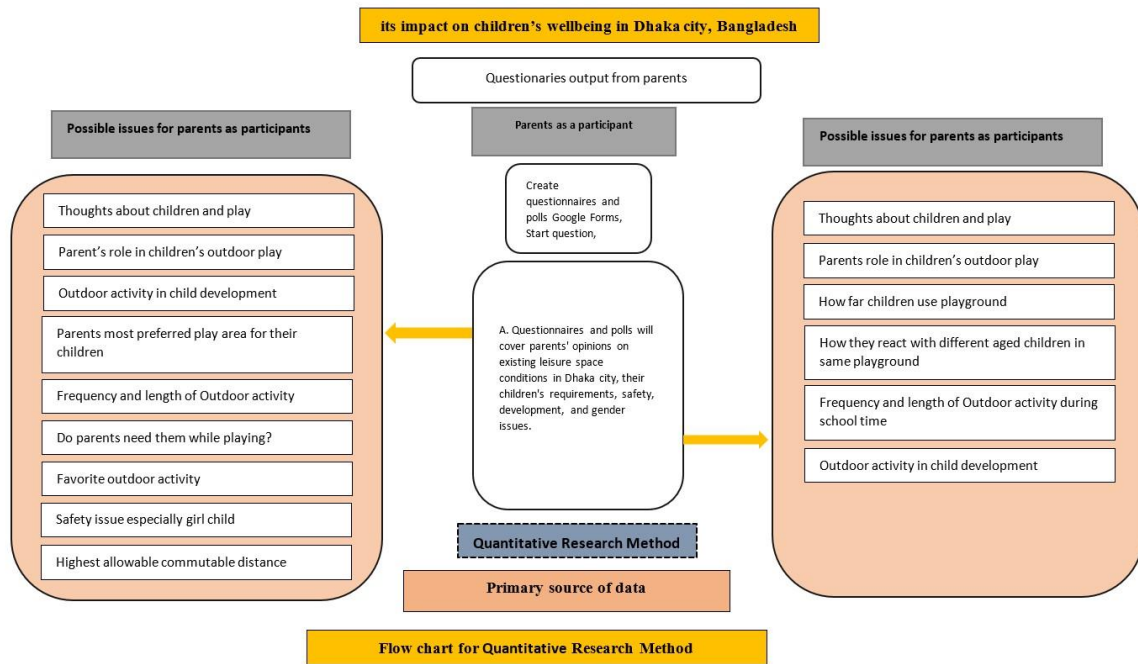 its impact on children's wellbeing in Dhaka city, Bangladesh
Questionaries output from parents
Possible issues for parents as participants
Thoughts about children and play
Parent's role in children's outdoor play
Outdoor activity in child development
Parents most preferred play area for their
children
Frequency and length of Outdoor activity
Do parents need them while playing?
Favorite outdoor activity
Safety issue especially girl child
Highest allowable commutable distance
Parents as a participant
Create
questionnaires and
polls Google Forms,
Start question,
A. Questionnaires and polls will
cover parents' opinions on
existing leisure space
conditions in Dhaka city, their
children's requirements, safety,
development, and gender
issues.
Possible issues for parents as participants
Thoughts about children and play
Parents role in children's outdoor play
How far children use playground
How they react with different aged children in
same playground
Frequency and length of Outdoor activity during
school time
Outdoor activity in child development
Quantitative Research Method
Primary source of data
Flow chart for Quantitative Research Method